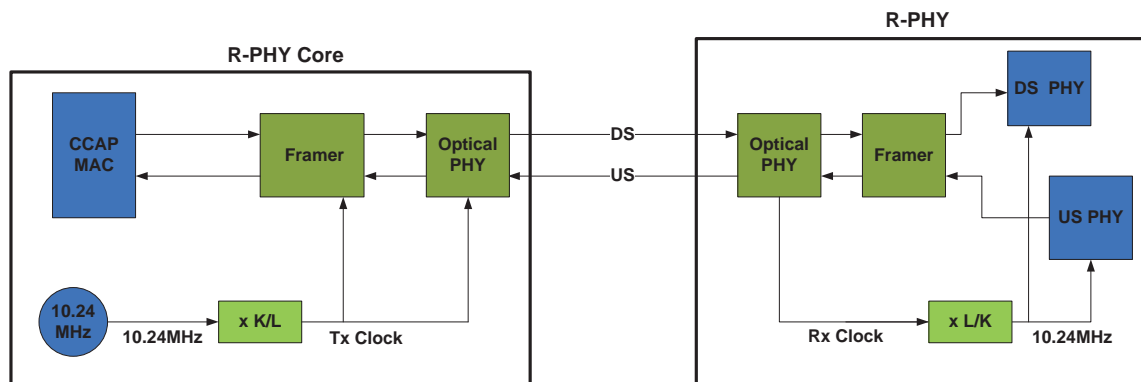 R-PHY Core
R-PHY
CCAP
MAC
Framer
Optical
PHY
DS
US
Optical
PHY
Framer
DS PHY
US PHY
10.24
MHz
10.24MHz
x K/L
Tx Clock
Rx Clock
x L/K
10.24MHz